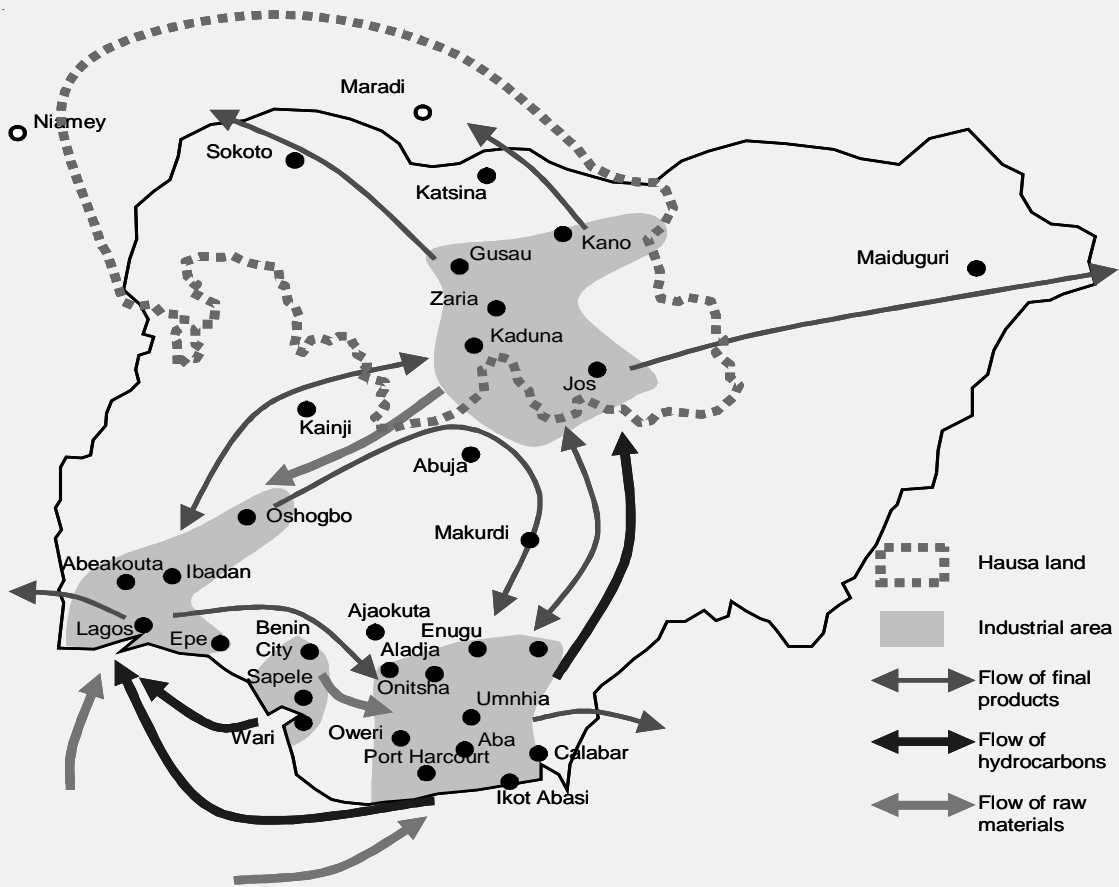 Niamey
Maradi
Sokoto
Katsina
Kano
Gusau
Maiduguri
Zaria
Kaduna
Jos
Kainji
Abuja
Oshogbo
Makurdi
Abeakouta
Ibadan
Lagos
Epe
Benin
City
Sapele
Wari
Ajaokuta
Aladja
Enugu
Onitsha
Umnhia
Oweri
Aba
Port Harcourt
Calabar
Ikot Abasi
Hausa land
Industrial area
Flow of final
products
Flow of
hydrocarbons
Flow of raw
materials